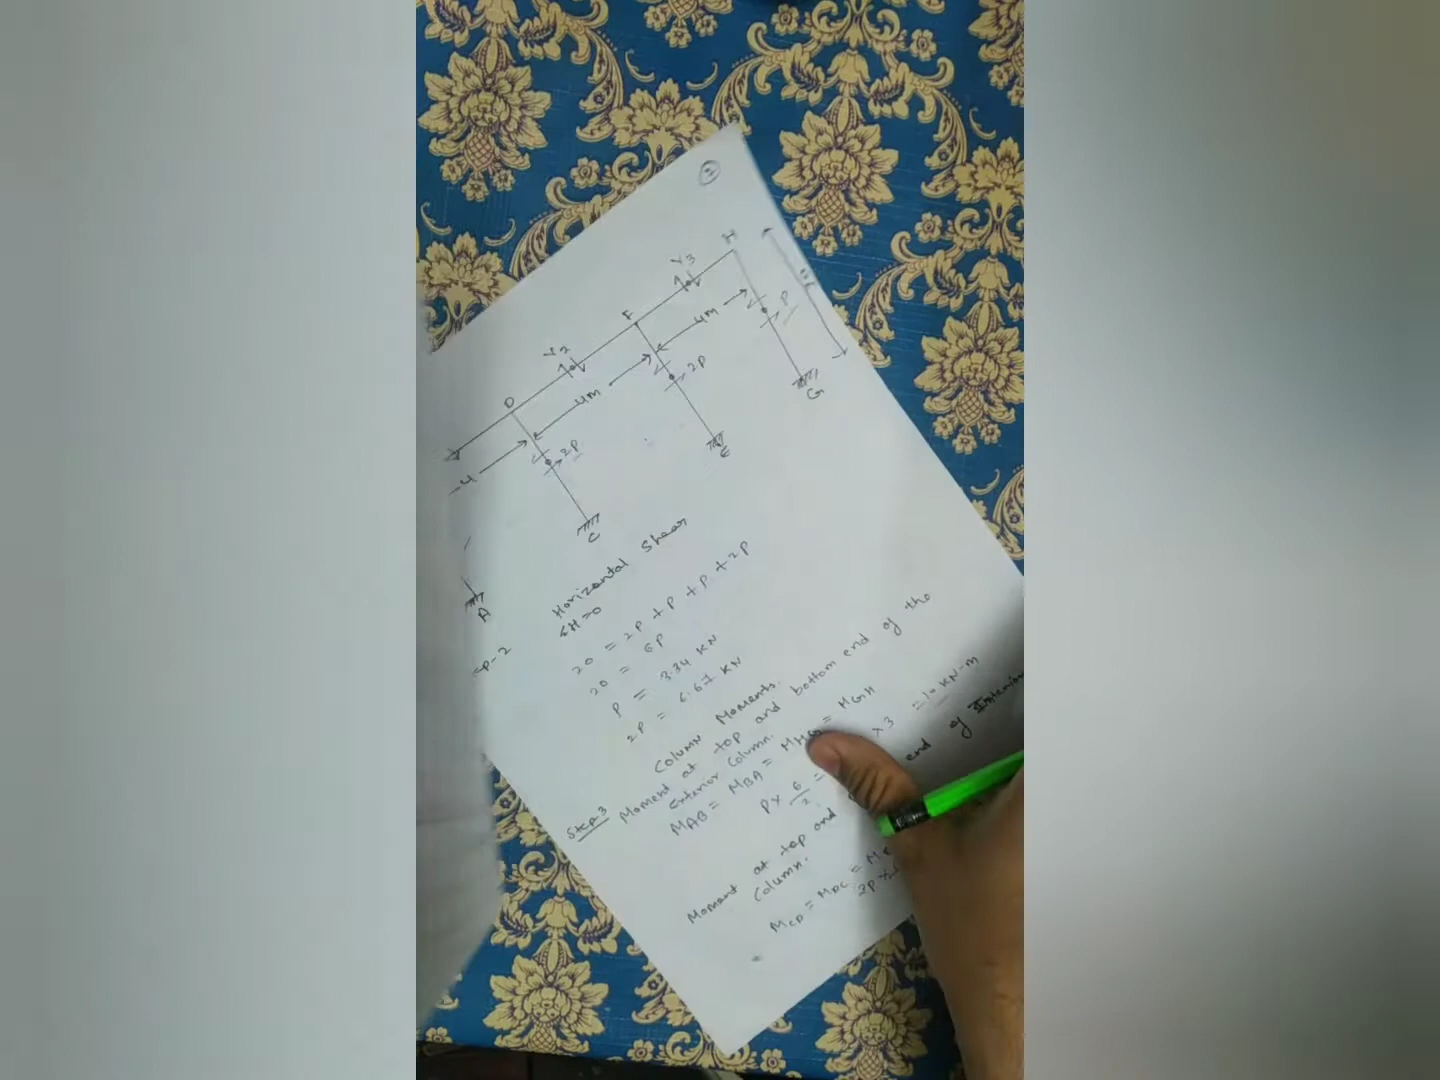 H
Y3
P
F
4M
Y2
2P
D
4M
G
2P
E
C
A
Horizontal Shear
ΣH=0
20 = 2P + P + P + 2P
20 = 6P
P = 3.34 KN
2P = 6.67 KN
Column Moments.
Step-3 Moment at top and bottom end of the
Exterior Column.
MAB = MBA = MHG = MGH
P× 6/2 = ×3 = 10 KN-m
Moment at top and end of Interior
Column.
MCD = MDC =